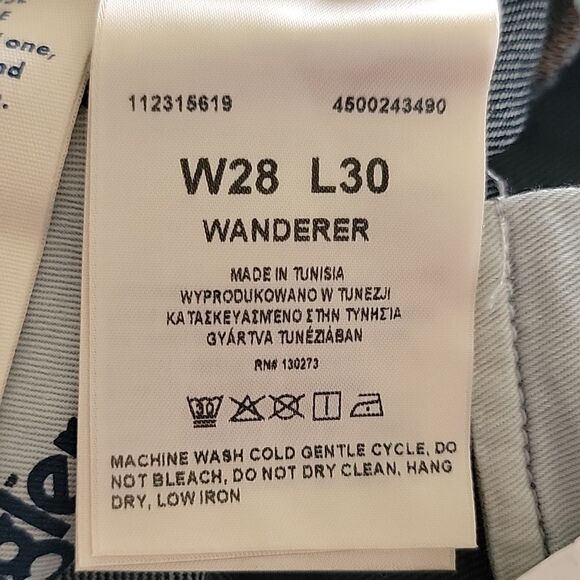 one,
nd
112315619 4500243490
W28 L30
WANDERER
MADE IN TUNISIA
WYPRODUKOWANO W TUNEZJI
ΚΑΤΑΣΚΕΥΑΣΜΕΝΟ ΣΤΗΝ ΤΥΝΗΣΙΑ
GYÁRTVA TUNÉZIÁBAN
RN# 130273
30
MACHINE WASH COLD GENTLE CYCLE, DO
NOT BLEACH, DO NOT DRY CLEAN, HANG
DRY, LOW IRON
gler